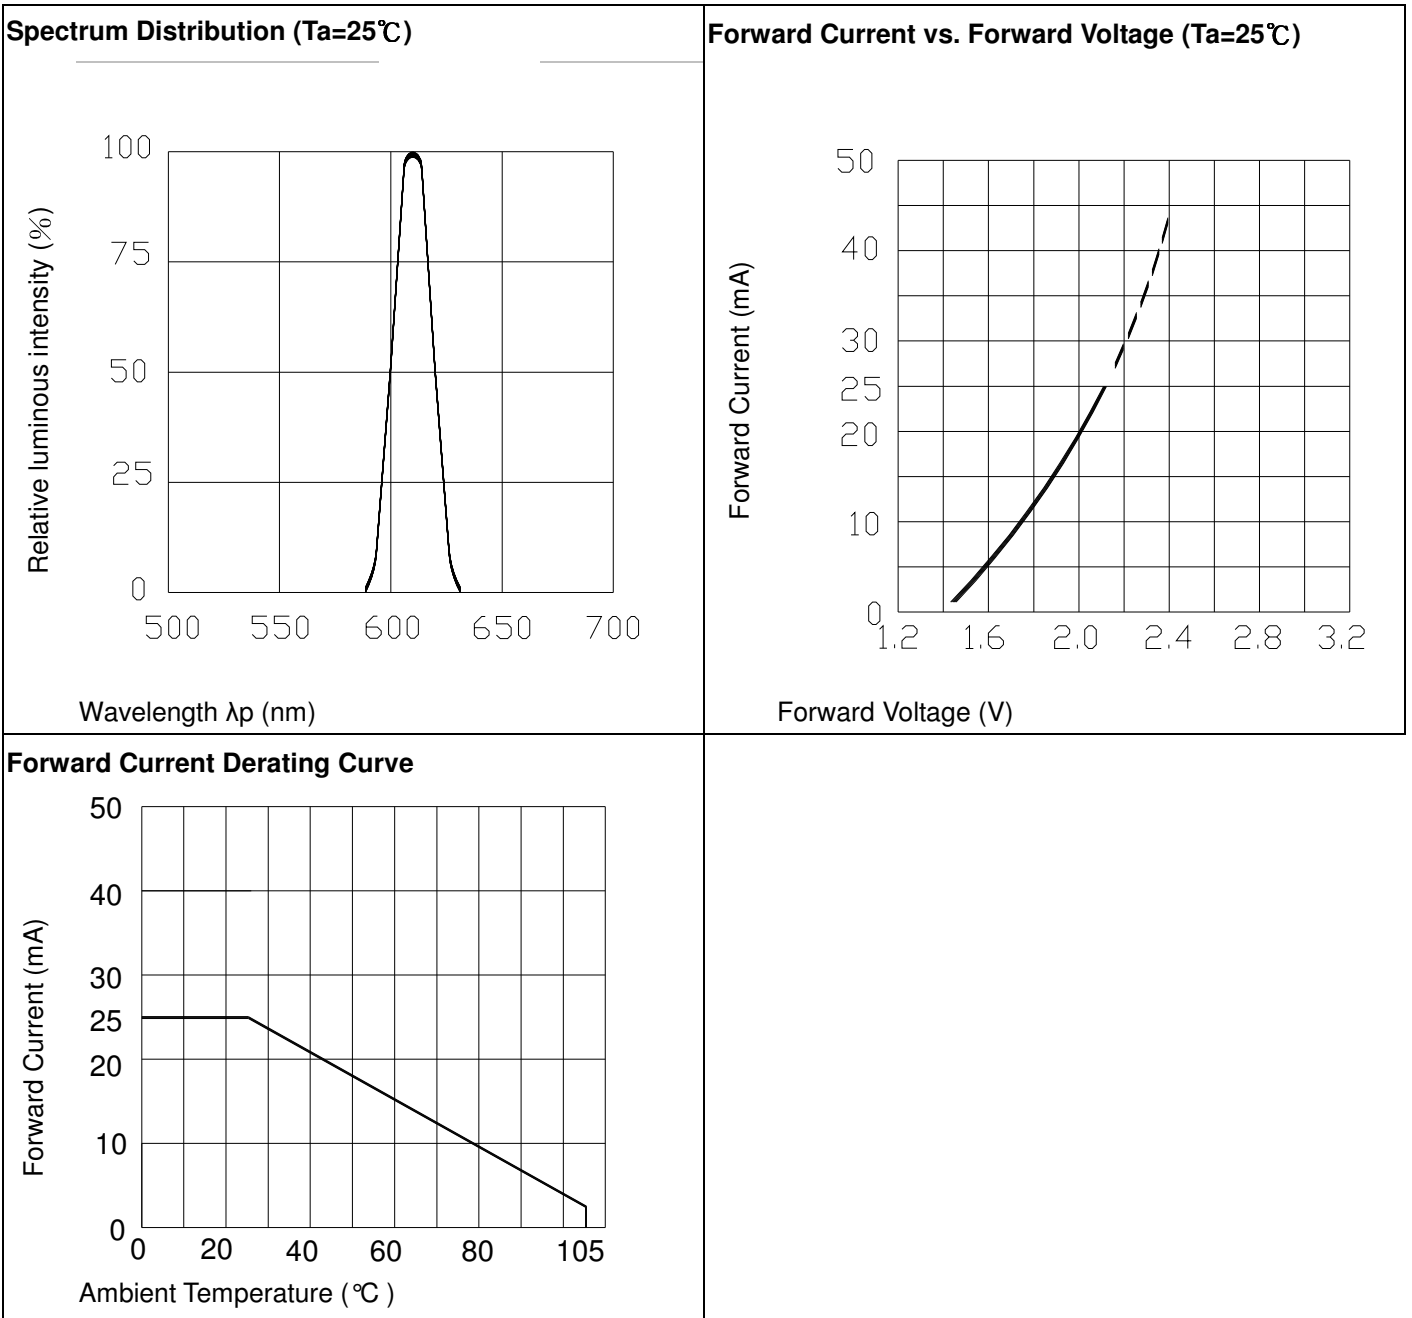 Spectrum Distribution (Ta=25℃)
100
75
50
25
0
500 550 600 650 700
Relative luminous intensity (%)
Wavelength λp (nm)
Forward Current vs. Forward Voltage (Ta=25℃)
50
40
30
25
20
10
0
1.2 1.6 2.0 2.4 2.8 3.2
Forward Current (mA)
Forward Voltage (V)
Forward Current Derating Curve
50
40
30
25
20
10
0
0 20 40 60 80 105
Forward Current (mA)
Ambient Temperature ( ℃ )